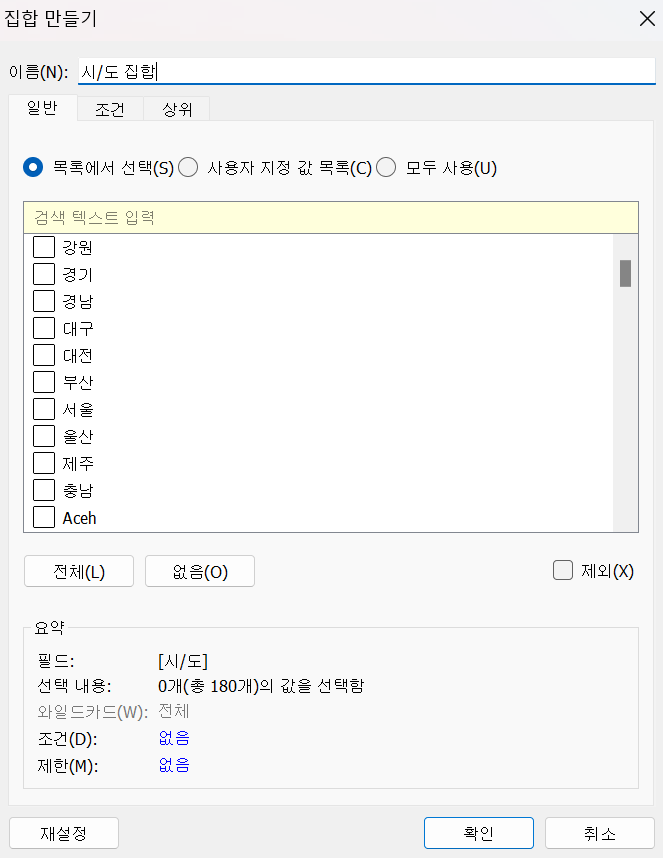 집합 만들기
이름(N): 시/도 집합
일반 조건 상위
목록에서 선택(S) 사용자 지정 값 목록(C) 모두 사용(U)
검색 텍스트 입력
강원
경기
경남
대구
대전
부산
서울
울산
제주
충남
Aceh
전체(L) 없음(O) 제외(X)
요약
필드: [시/도]
선택 내용: 0개(총 180개)의 값을 선택함
와일드카드(W): 전체
조건(D): 없음
제한(M): 없음
재설정 확인 취소